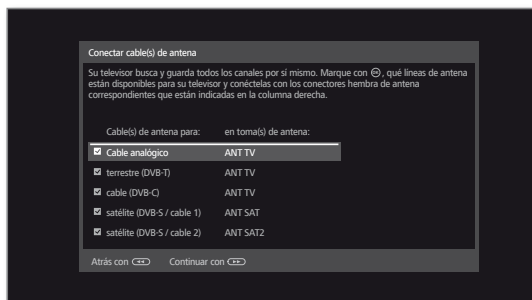 Conectar cable(s) de antena
Su televisor busca y guarda todos los canales por sí mismo. Marque con OK, qué líneas de antena
están disponibles para su televisor y conéctelas con los conectores hembra de antena
correspondientes que están indicadas en la columna derecha.
Cable(s) de antena para: en toma(s) de antena:
Cable analógico ANT TV
terrestre (DVB-T) ANT TV
cable (DVB-C) ANT TV
satélite (DVB-S / cable 1) ANT SAT
satélite (DVB-S / cable 2) ANT SAT2
Atrás con Continuar con